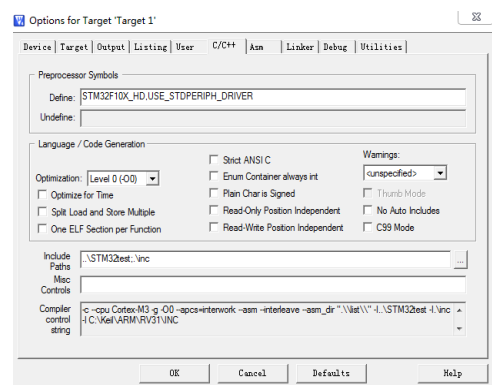 Options for Target 'Target 1'
Device Target Output Listing User C/C++ Asm Linker Debug Utilities
Preprocessor Symbols
Define: STM32F10X_HD,USE_STDPERIPH_DRIVER
Undefine:
Language / Code Generation
Strict ANSI C Warnings:
Optimization: Level 0 (-O0) Enum Container always int <unspecified>
Optimize for Time Plain Char is Signed Thumb Mode
Split Load and Store Multiple Read-Only Position Independent No Auto Includes
One ELF Section per Function Read-Write Position Independent C99 Mode
Include Paths ..\STM32test;.\inc ...
Misc Controls
Compiler control string -c --cpu Cortex-M3 -g -O0 --apcs=interwork --asm --interleave --asm_dir ".\\list\\" -I..\STM32test -I.\inc
-I C:\Keil\ARM\RV31\INC
OK Cancel Defaults Help